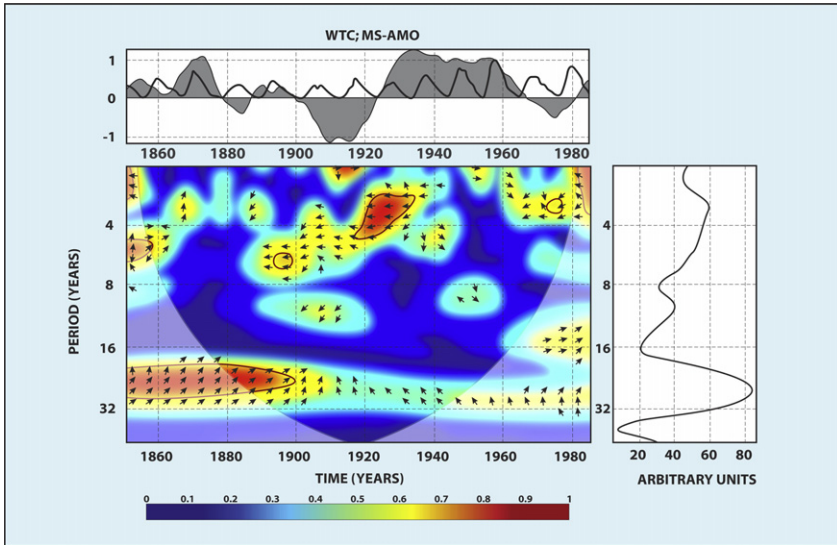 WTC; MS-AMO
1
0
-1
1860 1880 1900 1920 1940 1960 1980
PERIOD (YEARS)
4
8
16
32
4
8
16
32
1860 1880 1900 1920 1940 1960 1980
20 40 60 80
TIME (YEARS)
ARBITRARY UNITS
0 0.1 0.2 0.3 0.4 0.5 0.6 0.7 0.8 0.9 1